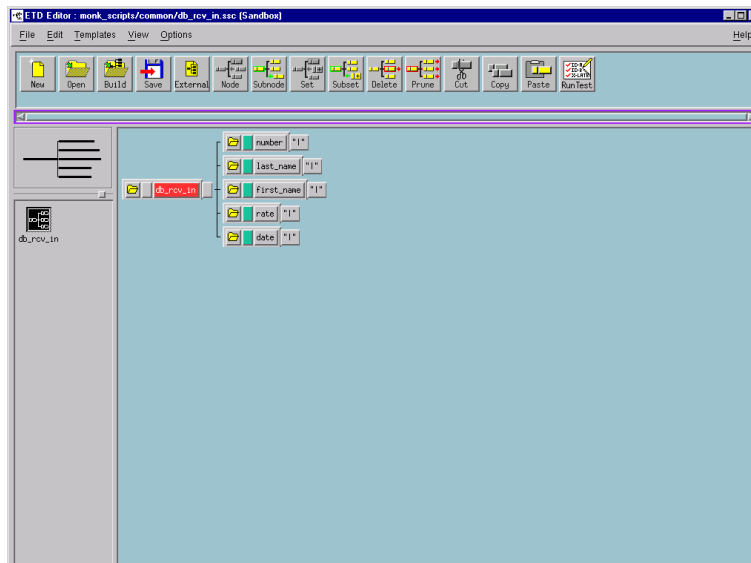 ETD Editor : monk_scripts/common/db_rcv_in.ssc (Sandbox)
File Edit Templates View Options Help
New Open Build Save External Node Subnode Set Subset Delete Prune Cut Copy Paste RunTest
number "|"
last_name "|"
db_rcv_in first_name "|"
rate "|"
date "|"
db_rcv_in